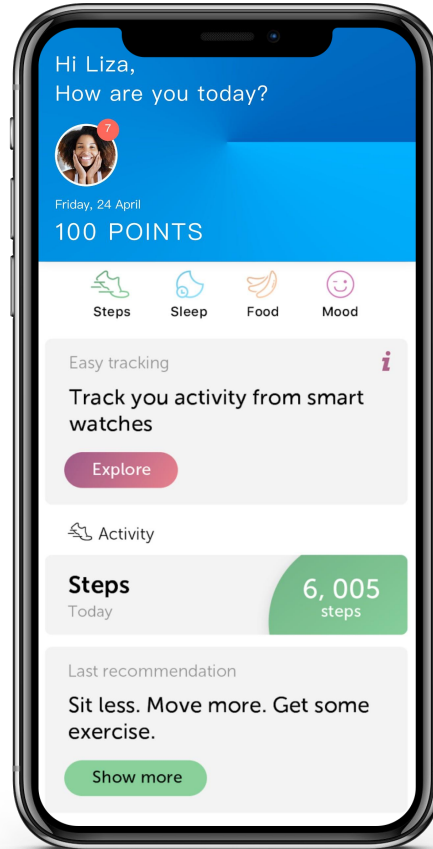 Hi Liza,
How are you today?
7
Friday, 24 April
100 POINTS
Steps Sleep Food Mood
Easy tracking
i
Track you activity from smart
watches
Explore
Activity
Steps
Today
6, 005
steps
Last recommendation
Sit less. Move more. Get some
exercise.
Show more